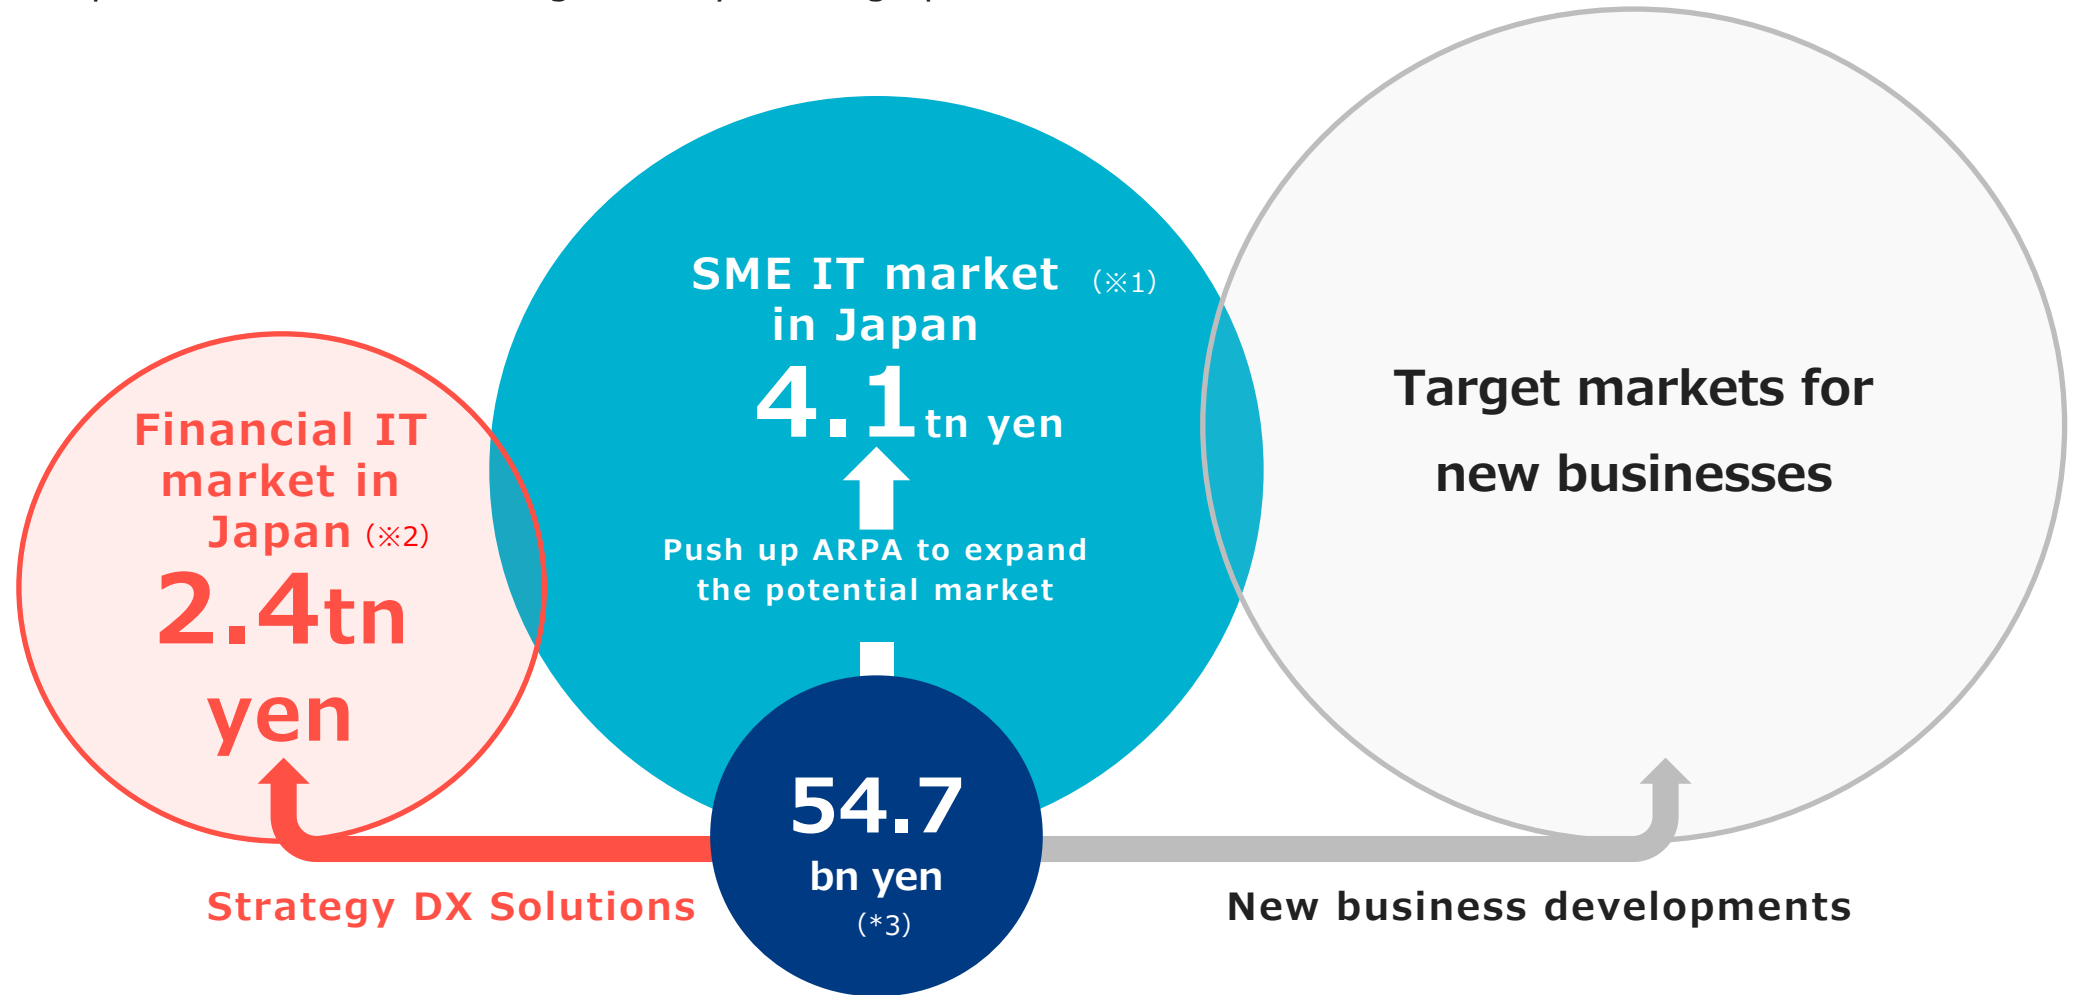 SME IT market (※1)
in Japan
4.1 tn yen
Push up ARPA to expand
the potential market
Financial IT
market in
Japan (※2)
2.4tn
yen
Target markets for
new businesses
54.7
bn yen
(*3)
Strategy DX Solutions
New business developments